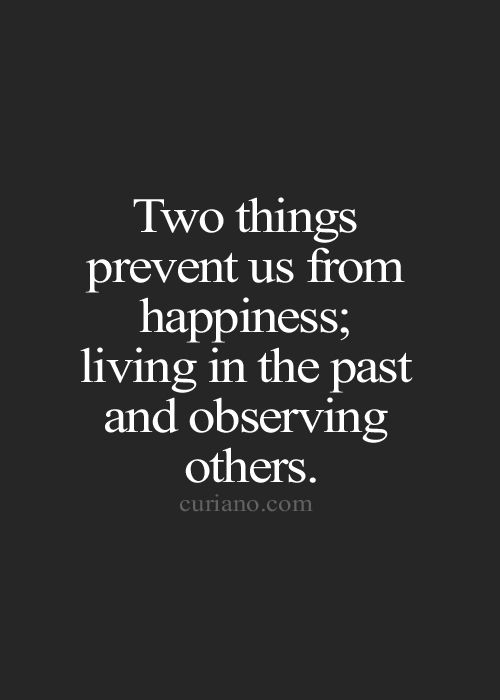 Two things
prevent us from
happiness;
living in the past
and observing
others.
curiano.com